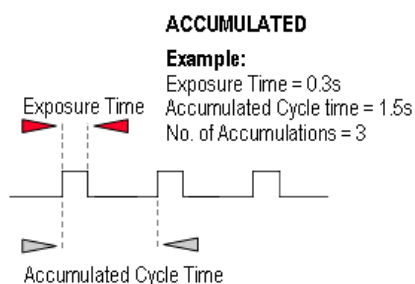 ACCUMULATED
Example:
Exposure Time = 0.3s
Accumulated Cycle time = 1.5s
No. of Accumulations = 3
Exposure Time
Accumulated Cycle Time